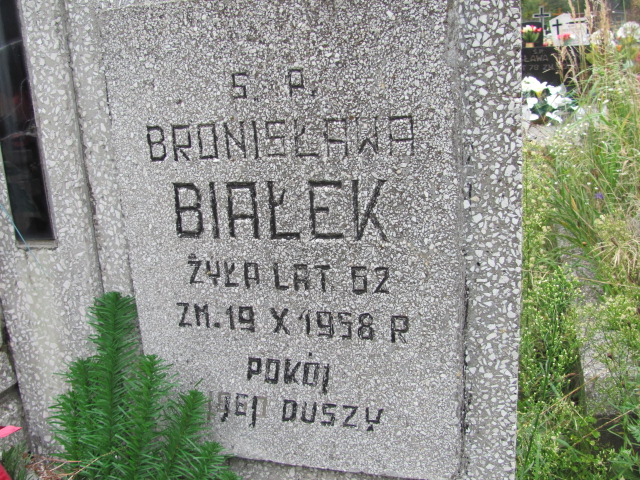 Ś P.
BRONISŁAWA
BIAŁEK
ŻYŁA LAT 62
ZM. 19 X 1958 R
POKÓJ
JEJ DUSZY